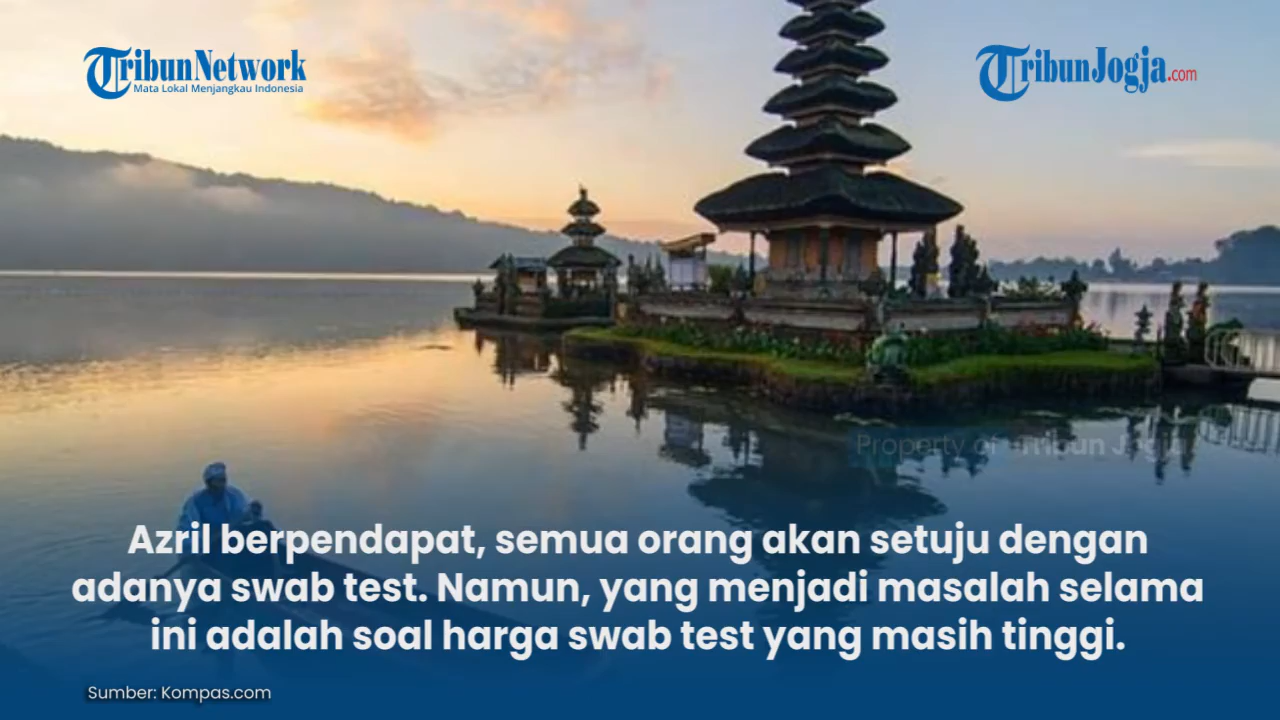 TribunNetwork
Mata Lokal Menjangkau Indonesia
TribunJogja.com
Property of Tribun Jogja
Azril berpendapat, semua orang akan setuju dengan
adanya swab test. Namun, yang menjadi masalah selama
ini adalah soal harga swab test yang masih tinggi.
Sumber: Kompas.com